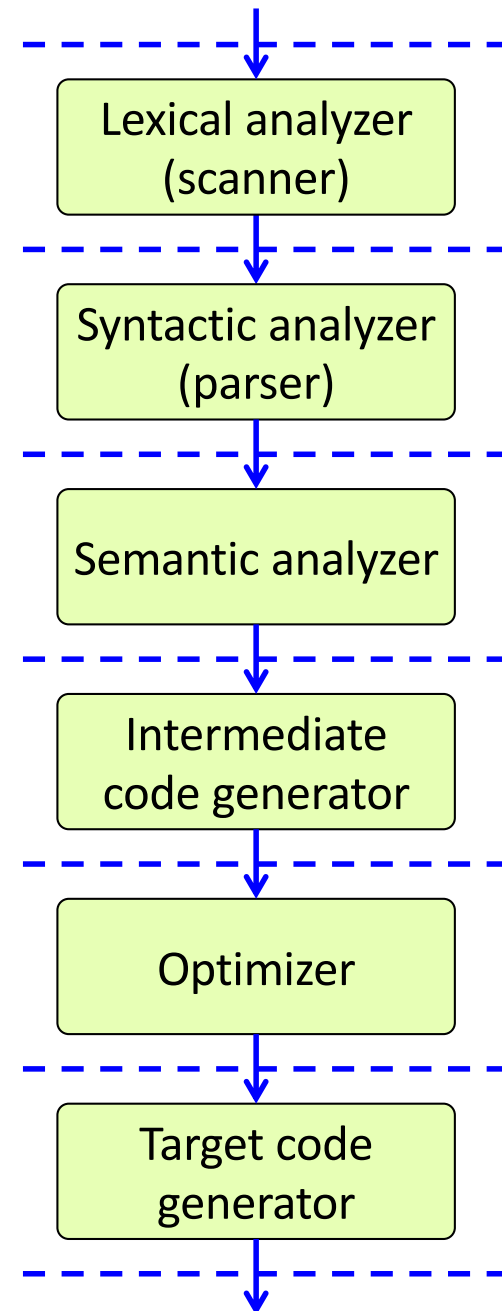 Lexical analyzer
(scanner)
Syntactic analyzer
(parser)
Semantic analyzer
Intermediate
code generator
Optimizer
Target code
generator